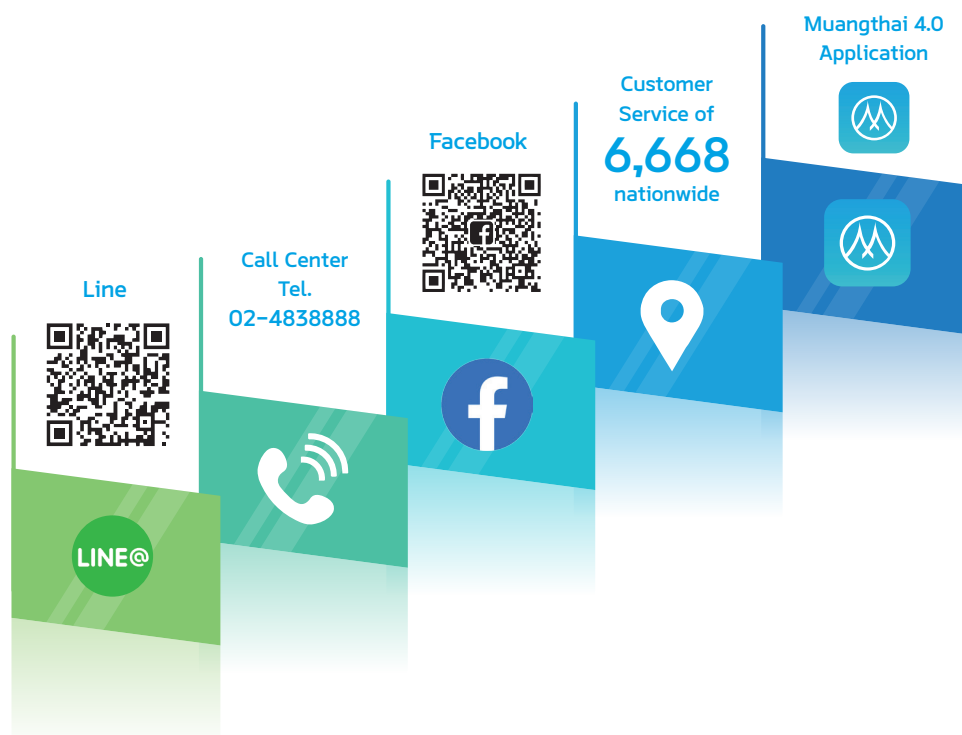 Line
LINE@
Call Center
Tel.
02-4838888
Facebook
Customer
Service of
6,668
nationwide
Muangthai 4.0
Application